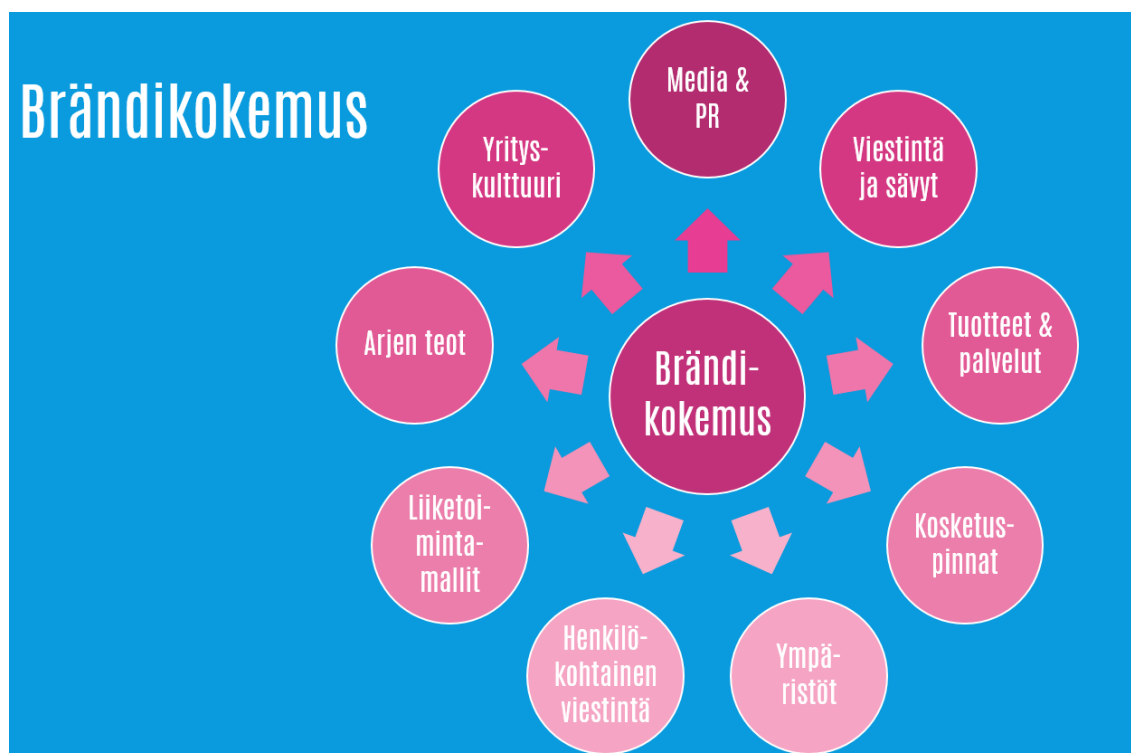 Brändikokemus
Media &
PR
Viestintä
ja sävyt
Tuotteet &
palvelut
Kosketus-
pinnat
Ympä-
ristöt
Henkilö-
kohtainen
viestintä
Liiketoi-
minta-
mallit
Arjen teot
Yritys-
kulttuuri
Brändi-
kokemus